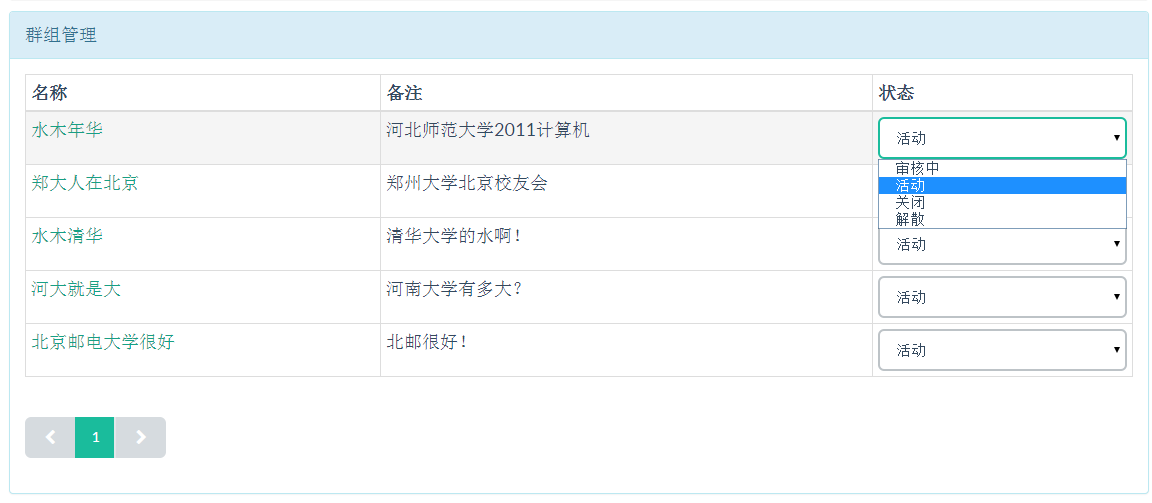 群组管理
名称 备注 状态
水木年华 河北师范大学2011计算机 活动
审核中
活动
关闭
解散
郑大人在北京 郑州大学北京校友会
水木清华 清华大学的水啊! 活动
河大就是大 河南大学有多大? 活动
北京邮电大学很好 北邮很好! 活动
1